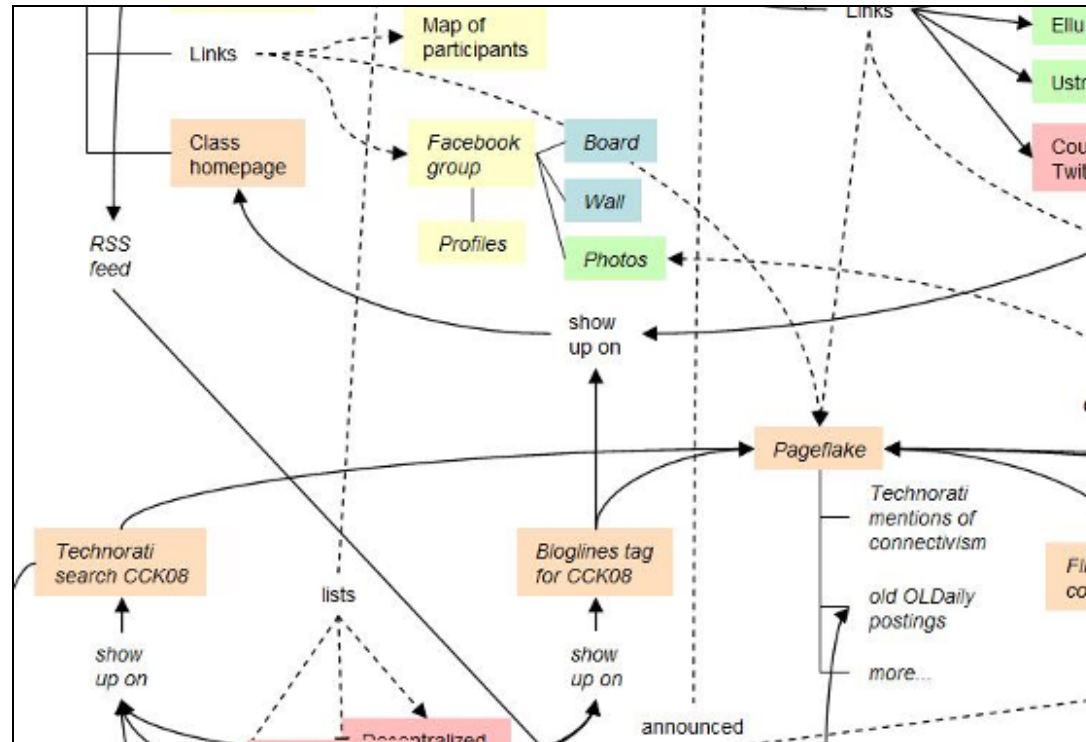 Map of
participants
Links
Links
Class
homepage
Facebook
group
Board
Wall
Profiles
Photos
RSS
feed
show
up on
Pageflake
Technorati
mentions of
connectivism
Technorati
search CCK08
Bloglines tag
for CCK08
lists
old OLDaily
postings
show
up on
show
up on
more...
announced
Decentralized